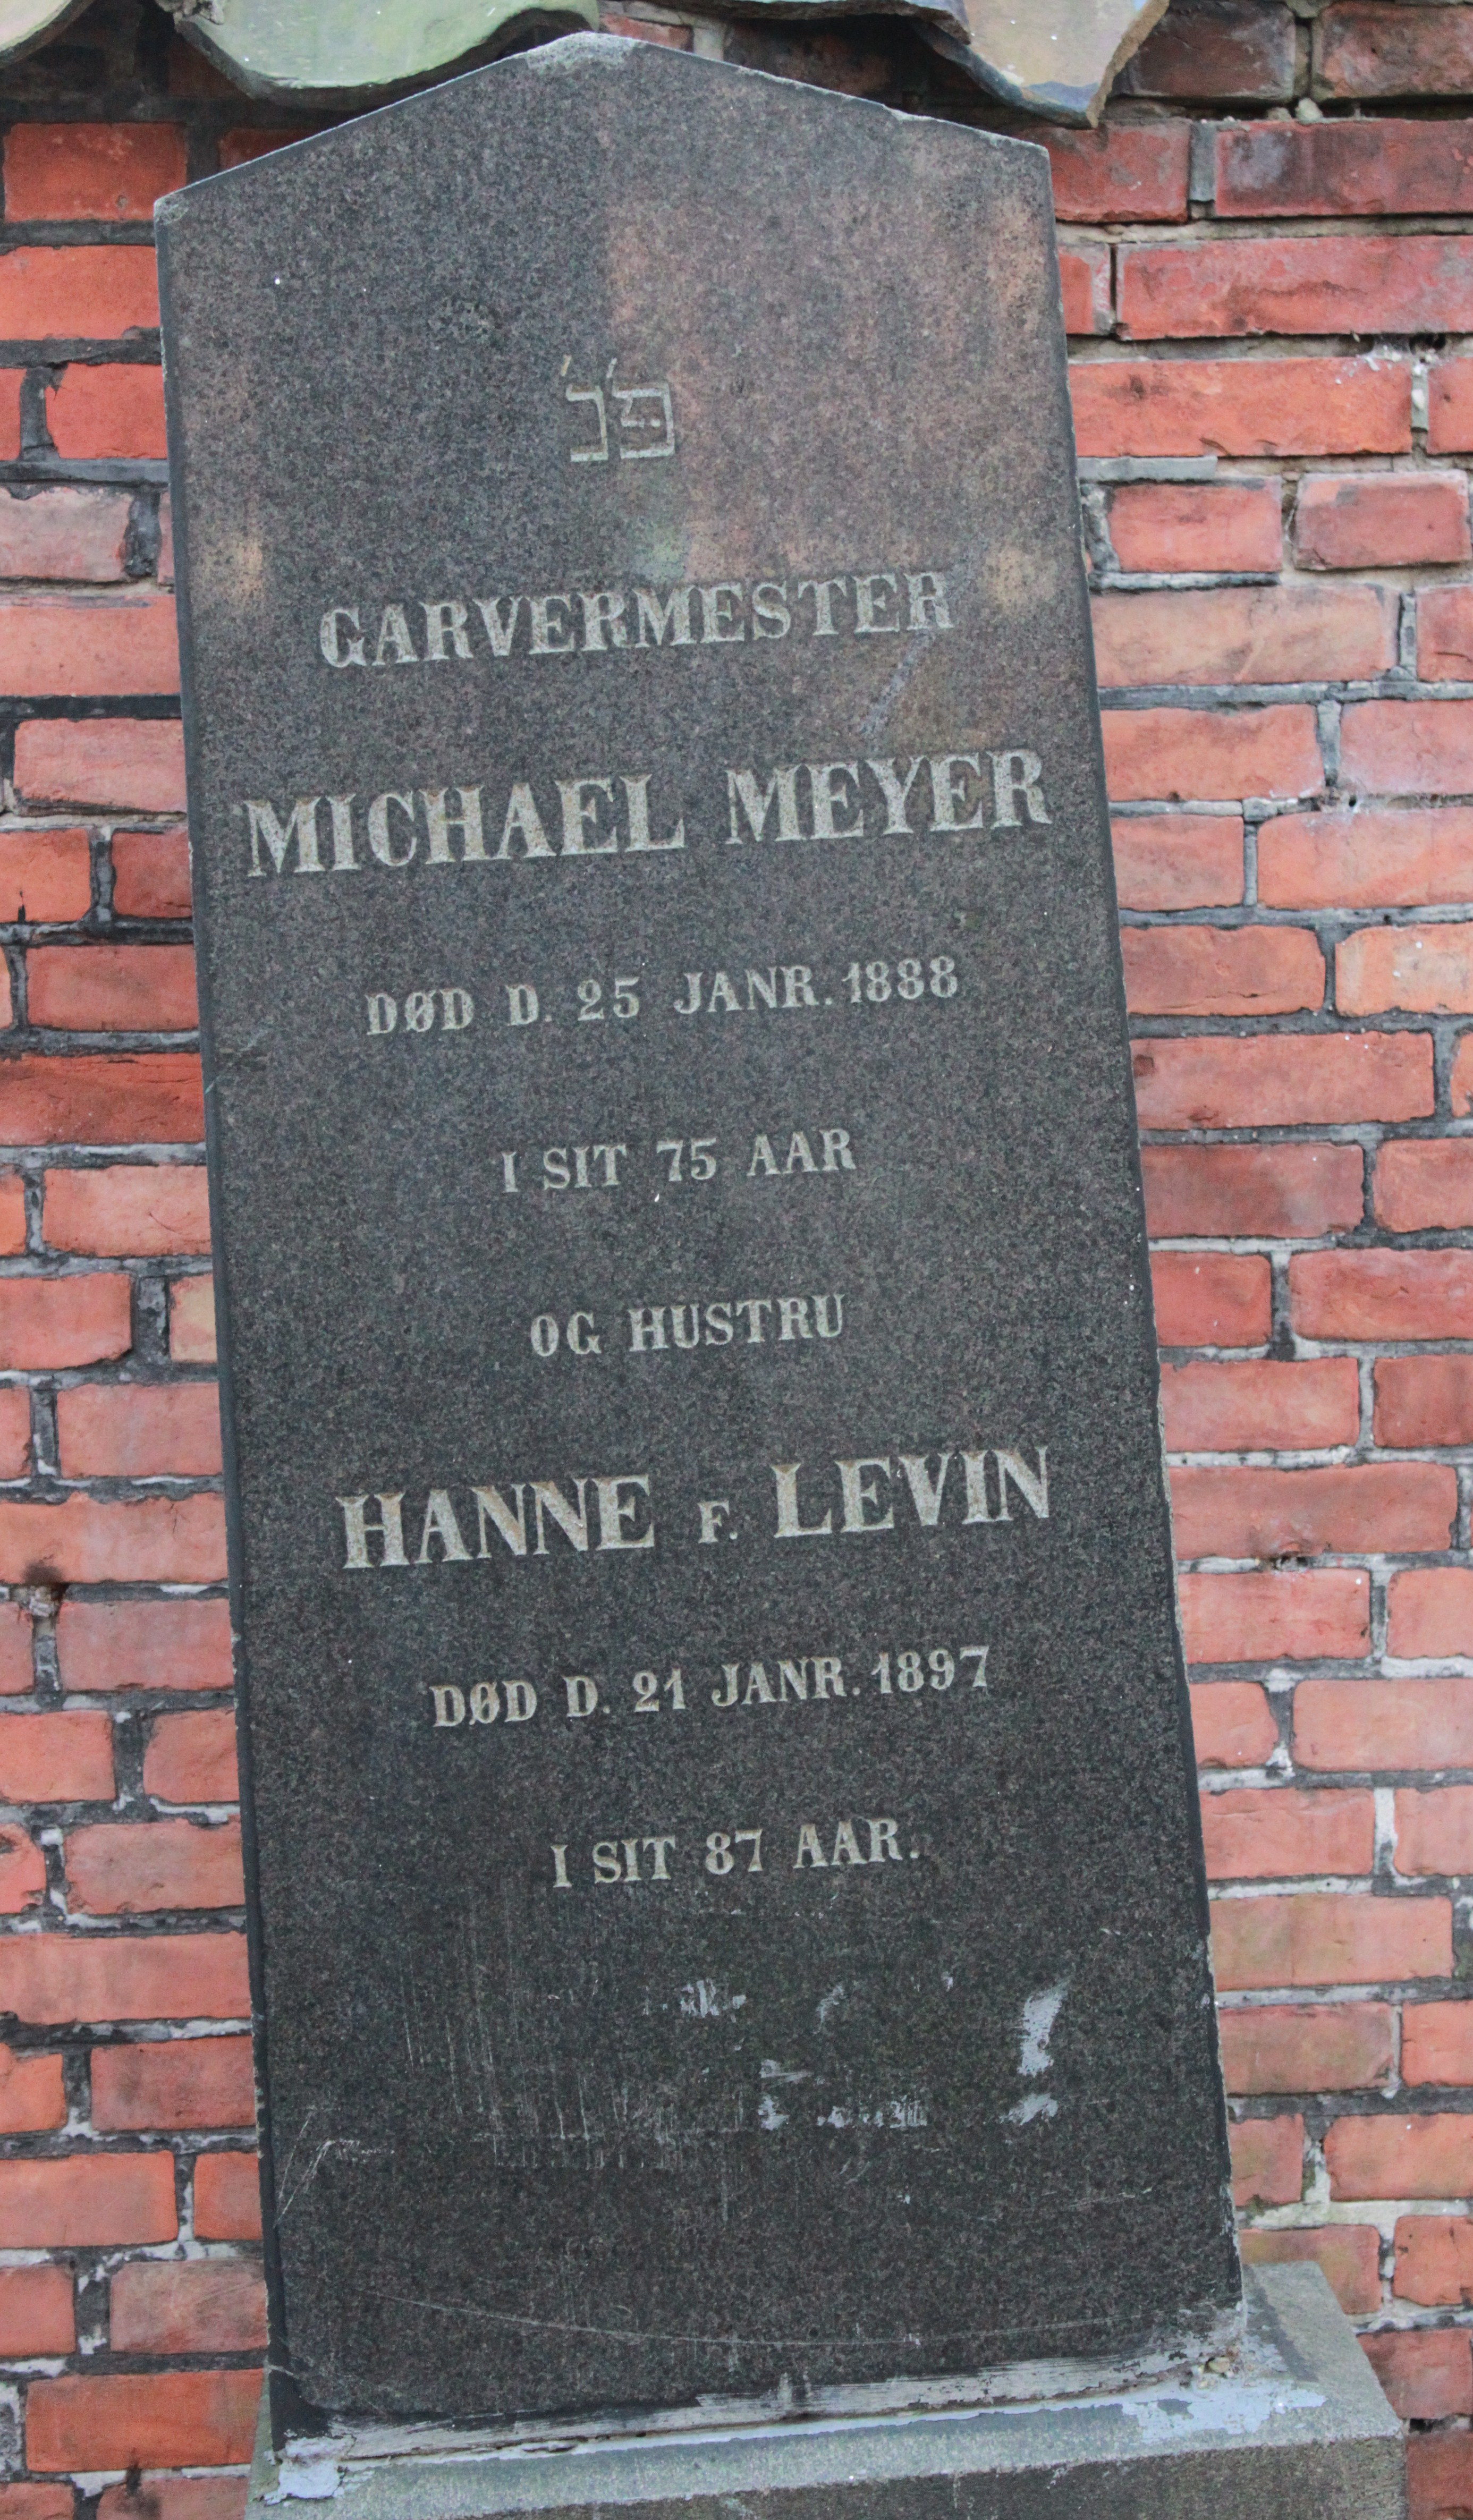 פ'נ'
GARVERMESTER
MICHAEL MEYER
DØD D. 25 JANR. 1888
I SIT 75 AAR
OG HUSTRU
HANNE F. LEVIN
DØD D. 21 JANR. 1897
I SIT 87 AAR.